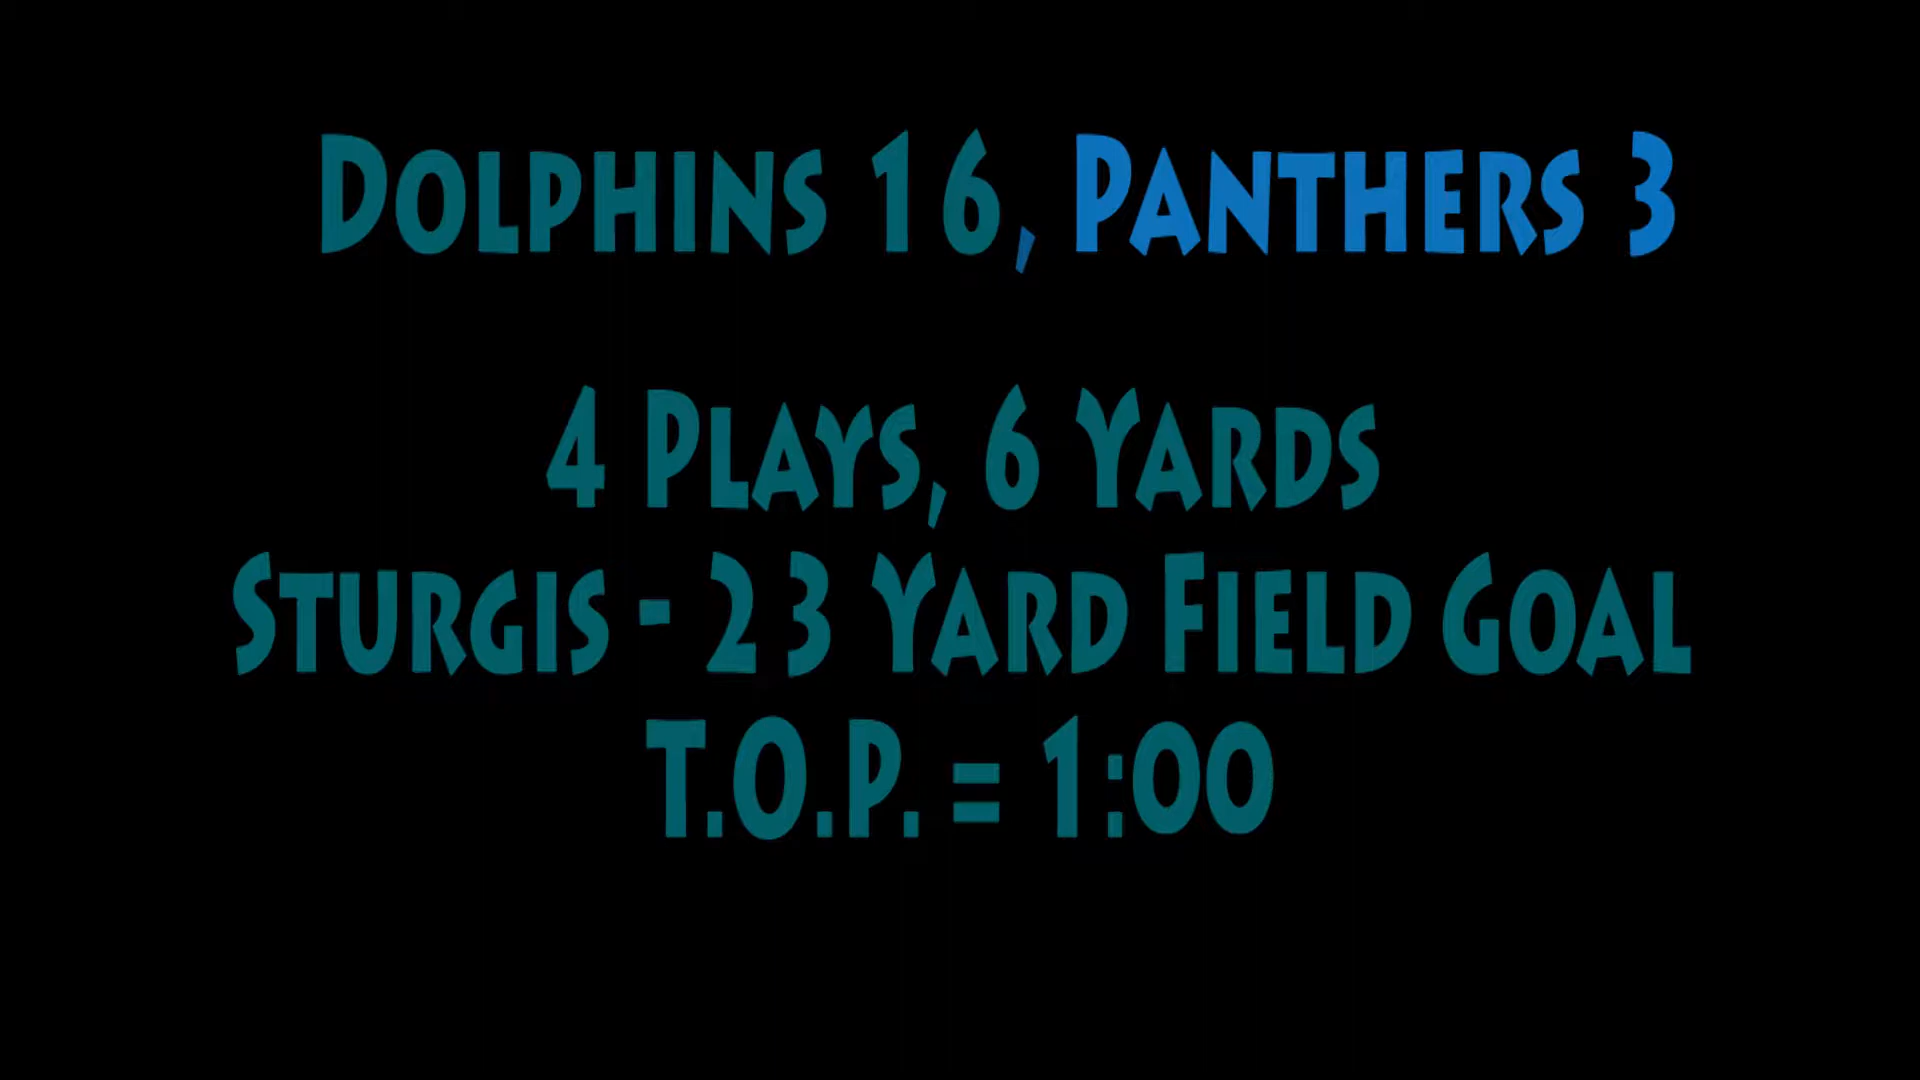 Dolphins 16, Panthers 3
4 Plays, 6 Yards
Sturgis - 23 Yard Field Goal
T.O.P. = 1:00